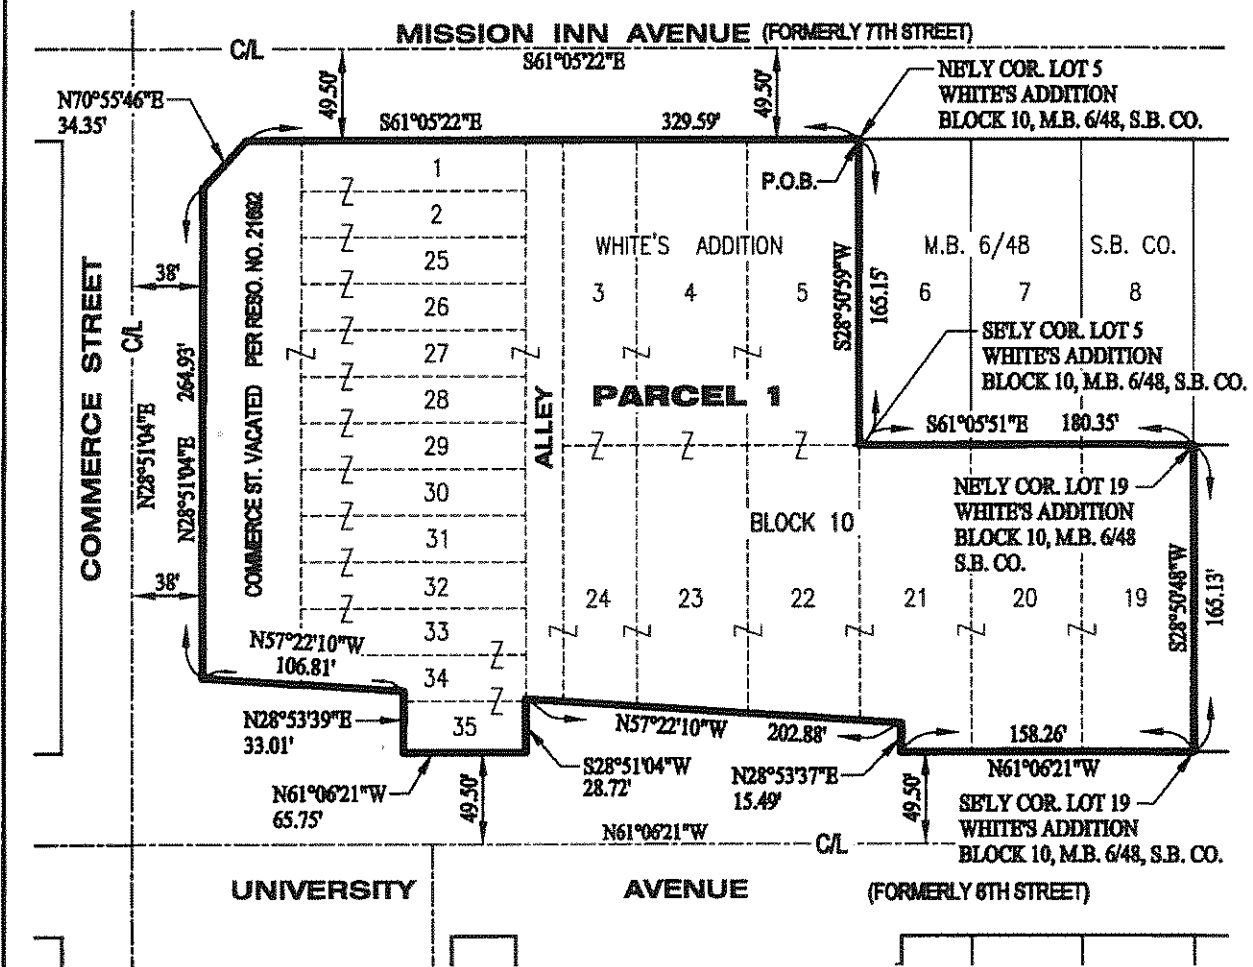 MISSION INN AVENUE (FORMERLY 7TH STREET)
C/L
S61°05'22"E
49.50'
49.50'
N70°55'46"E
34.35'
S61°05'22"E 329.59'
NE'LY COR. LOT 5
WHITE'S ADDITION
BLOCK 10, M.B. 6/48, S.B. CO.
P.O.B.
1
2
25
26
27
28
29
30
31
32
33
34
35
WHITE'S ADDITION
M.B. 6/48 S.B. CO.
3 4 5 6 7 8
S28°50'59"W
165.15'
COMMERCE STREET
C/L
N28°51'04"E
38'
38'
N28°51'04"E 264.93'
COMMERCE ST. VACATED PER RESO. NO. 21692
ALLEY
PARCEL 1
SE'LY COR. LOT 5
WHITE'S ADDITION
BLOCK 10, M.B. 6/48, S.B. CO.
S61°05'51"E 180.35'
NE'LY COR. LOT 19
WHITE'S ADDITION
BLOCK 10, M.B. 6/48
S.B. CO.
BLOCK 10
24 23 22 21 20 19
S28°50'48"W
165.13'
N57°22'10"W
106.81'
N28°53'39"E
33.01'
N57°22'10"W 202.88'
S28°51'04"W
28.72'
N28°53'37"E
15.49'
158.26'
N61°06'21"W
N61°06'21"W
65.75'
49.50'
49.50'
SE'LY COR. LOT 19
WHITE'S ADDITION
BLOCK 10, M.B. 6/48, S.B. CO.
N61°06'21"W
C/L
UNIVERSITY AVENUE (FORMERLY 8TH STREET)